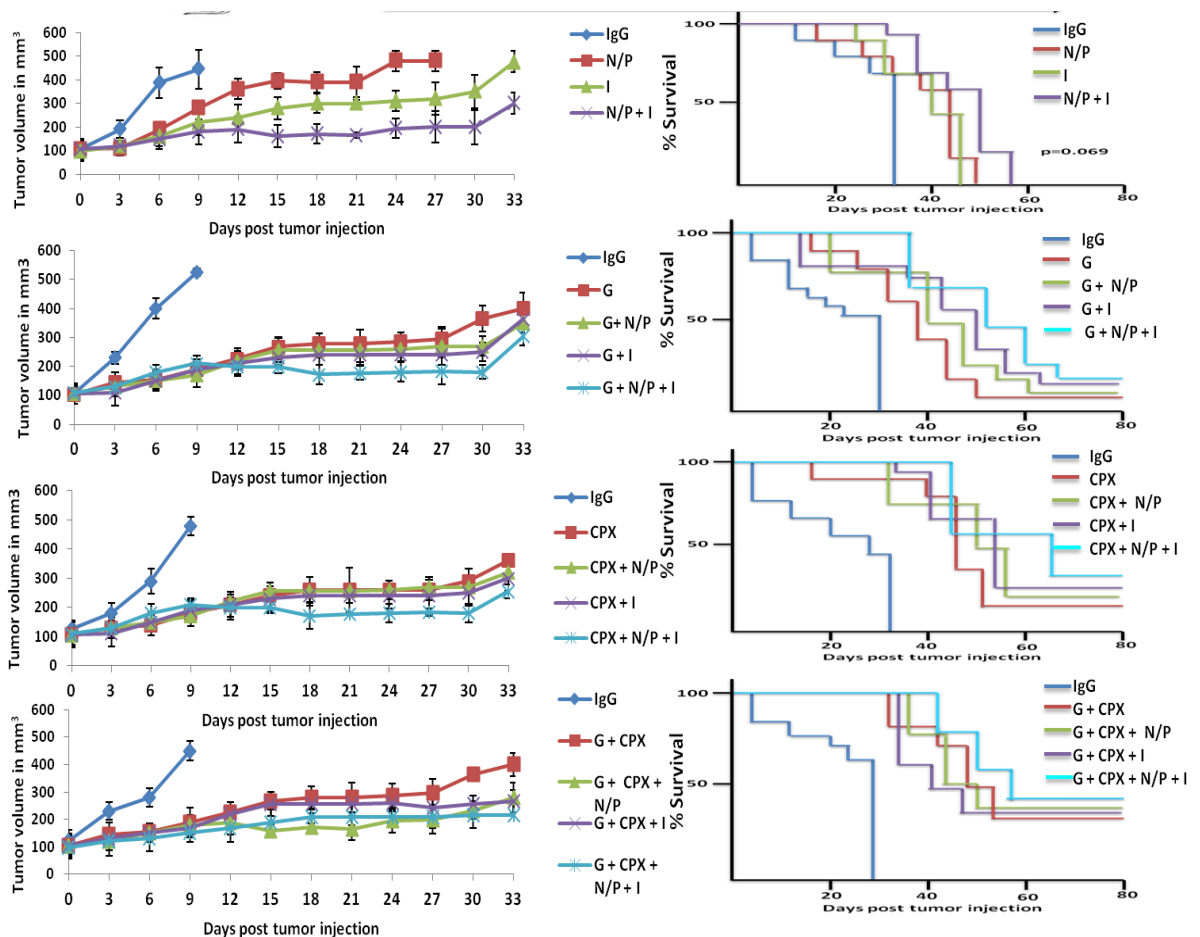 Tumor volume in mm³
600
500
400
300
200
100
0
0 3 6 9 12 15 18 21 24 27 30 33
Days post tumor injection
IgG
N/P
I
N/P + I
% Survival
100
50
20 40 60 80
Days post tumor injection
IgG
N/P
I
N/P + I
p=0.069
Tumor volume in mm3
600
500
400
300
200
100
0
0 3 6 9 12 15 18 21 24 27 30 33
Days post tumor injection
IgG
G
G+ N/P
G + I
G + N/P + I
% Survival
100
50
20 40 60 80
Days post tumor injection
IgG
G
G+ N/P
G + I
G + N/P + I
Tumor volume in mm3
600
500
400
300
200
100
0
0 3 6 9 12 15 18 21 24 27 30 33
Days post tumor injection
IgG
CPX
CPX + N/P
CPX + I
CPX + N/P + I
% Survival
100
50
20 40 60 80
Days post tumor injection
IgG
CPX
CPX+ N/P
CPX + I
CPX + N/P + I
Tumor volume in mm³
600
500
400
300
200
100
0
0 3 6 9 12 15 18 21 24 27 30 33
Days post tumor injection
IgG
G + CPX
G + CPX +
N/P
G + CPX + I
G + CPX +
N/P + I
% Survival
100
50
20 40 60 80
Days post tumor injection
IgG
G + CPX
G + CPX + N/P
G + CPX + I
G + CPX + N/P + I